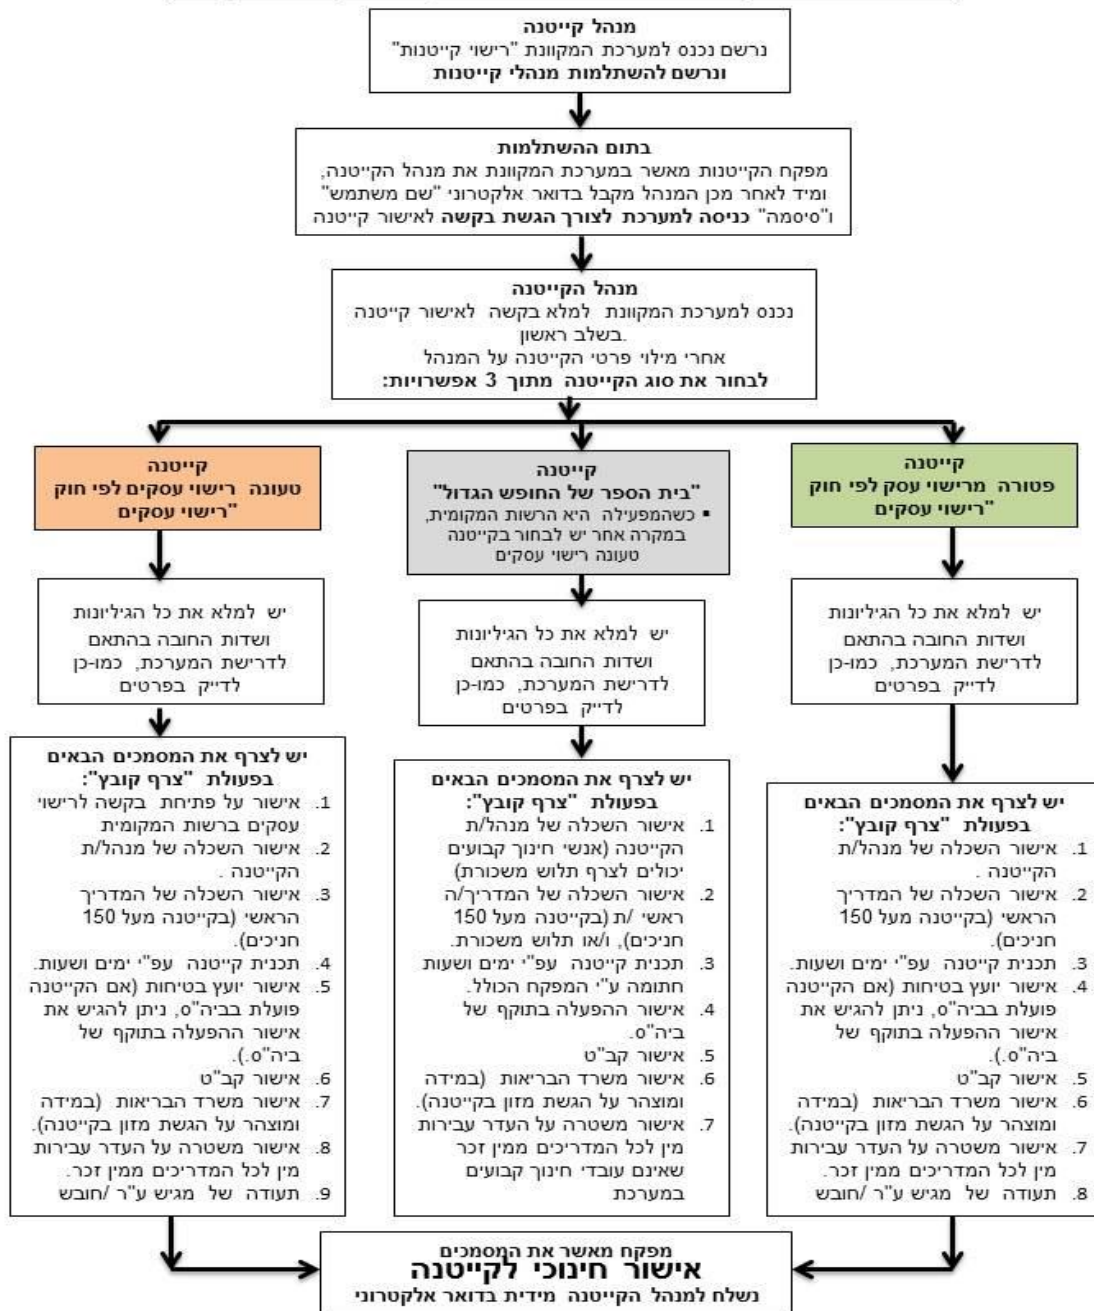 מנהל קייטנה
נרשם נכנס למערכת המקוונת "רישוי קייטנות"
ונרשם להשתלמות מנהלי קייטנות
בתום ההשתלמות
מפקח הקייטנות מאשר במערכת המקוונת את מנהל הקייטנה,
ומיד לאחר מכן המנהל מקבל בדואר אלקטרוני "שם משתמש"
ו"סיסמה" כניסה למערכת לצורך הגשת בקשה לאישור קייטנה
מנהל הקייטנה
נכנס למערכת המקוונת למלא בקשה לאישור קייטנה
בשלב ראשון.
אחרי מילוי פרטי הקייטנה על המנהל
לבחור את סוג הקייטנה מתוך 3 אפשרויות:
קייטנה
פטורה מרישוי עסק לפי חוק
רישוי עסקים"
יש למלא את כל הגיליונות
ושדות החובה בהתאם
לדרישת המערכת, כמו-כן
לדייק בפרטים
יש לצרף את המסמכים הבאים
בפעולת "צרף קובץ":
1. אישור השכלה של מנהל/ת
הקייטנה .
2. אישור השכלה של המדריך
הראשי (בקייטנה מעל 150
חניכים).
3. תכנית קייטנה עפ"י ימים ושעות.
4. אישור יועץ בטיחות (אם הקייטנה
פועלת בביה"ס, ניתן להגיש את
אישור ההפעלה בתוקף של
ביה"ס.).
5. אישור קב"ט
6. אישור משרד הבריאות (במידה
ומוצהר על הגשת מזון בקייטנה).
7. אישור משטרה על העדר עבירות
מין לכל המדריכים ממין זכר.
8. תעודה של מגיש ע"ר /חובש
קייטנה
"בית הספר של החופש הגדול"
▪ כשהמפעילה היא הרשות המקומית,
במקרה אחר יש לבחור בקייטנה
טעונה רישוי עסקים
יש למלא את כל הגיליונות
ושדות החובה בהתאם
לדרישת המערכת, כמו-כן
לדייק בפרטים
יש לצרף את המסמכים הבאים
בפעולת "צרף קובץ":
1. אישור השכלה של מנהל/ת
הקייטנה (אנשי חינוך קבועים
יכולים לצרף תלוש משכורת)
2. אישור השכלה של המדריך/ה
ראשי /ת (בקייטנה מעל 150
חניכים), ו/או תלוש משכורת.
3. תכנית קייטנה עפ"י ימים ושעות
חתומה ע"י המפקח הכולל.
4. אישור ההפעלה בתוקף של
ביה"ס.
5. אישור קב"ט
6. אישור משרד הבריאות (במידה
ומוצהר על הגשת מזון בקייטנה).
7. אישור משטרה על העדר עבירות
מין לכל המדריכים ממין זכר
שאינם עובדי חינוך קבועים
במערכת
קייטנה
טעונה רישוי עסקים לפי חוק
רישוי עסקים"
יש למלא את כל הגיליונות
ושדות החובה בהתאם
לדרישת המערכת, כמו-כן
לדייק בפרטים
יש לצרף את המסמכים הבאים
בפעולת "צרף קובץ":
1. אישור על פתיחת בקשה לרישוי
עסקים ברשות המקומית
2. אישור השכלה של מנהל/ת
הקייטנה .
3. אישור השכלה של המדריך
הראשי (בקייטנה מעל 150
חניכים).
4. תכנית קייטנה עפ"י ימים ושעות.
5. אישור יועץ בטיחות (אם הקייטנה
פועלת בביה"ס, ניתן להגיש את
אישור ההפעלה בתוקף של
ביה"ס.).
6. אישור קב"ט
7. אישור משרד הבריאות (במידה
ומוצהר על הגשת מזון בקייטנה).
8. אישור משטרה על העדר עבירות
מין לכל המדריכים ממין זכר.
9. תעודה של מגיש ע"ר /חובש
מפקח מאשר את המסמכים
אישור חינוכי לקייטנה
נשלח למנהל הקייטנה מידית בדואר אלקטרוני